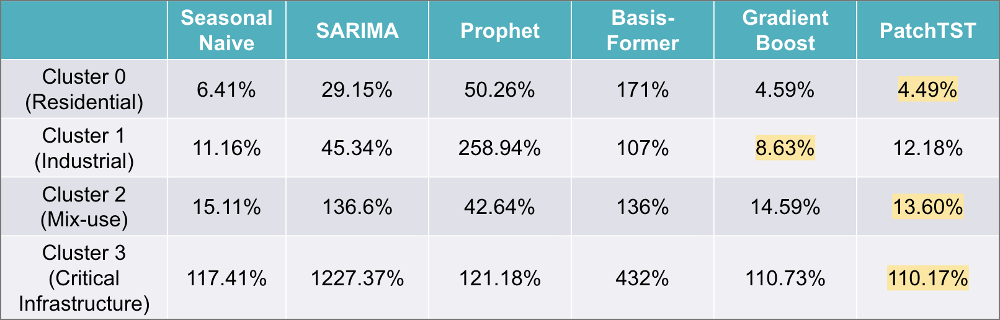 Seasonal Naive SARIMA Prophet Basis-Former Gradient Boost PatchTST
Cluster 0 (Residential) 6.41% 29.15% 50.26% 171% 4.59% 4.49%
Cluster 1 (Industrial) 11.16% 45.34% 258.94% 107% 8.63% 12.18%
Cluster 2 (Mix-use) 15.11% 136.6% 42.64% 136% 14.59% 13.60%
Cluster 3 (Critical Infrastructure) 117.41% 1227.37% 121.18% 432% 110.73% 110.17%